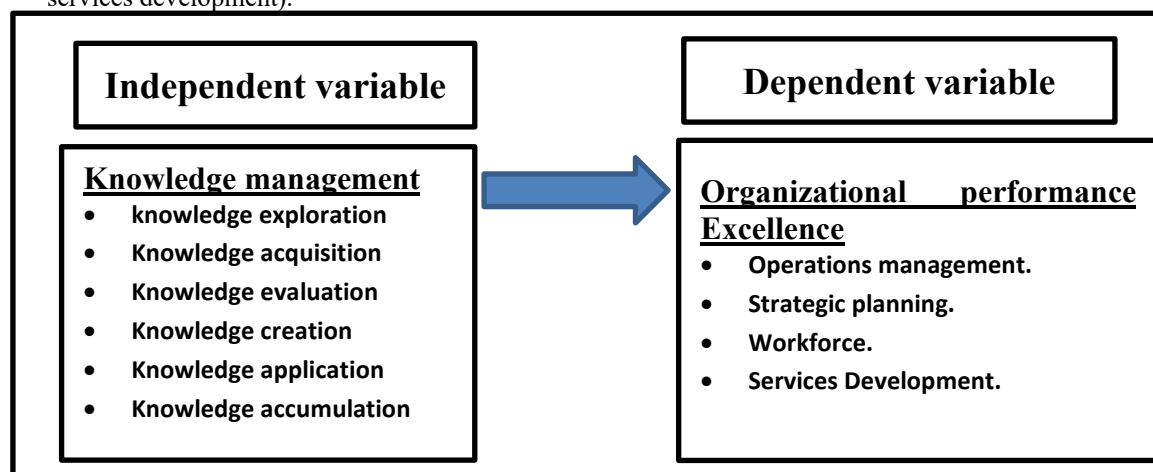 services development).
Independent variable
Dependent variable
Knowledge management
• knowledge exploration
• Knowledge acquisition
• Knowledge evaluation
• Knowledge creation
• Knowledge application
• Knowledge accumulation
Organizational performance
Excellence
• Operations management.
• Strategic planning.
• Workforce.
• Services Development.